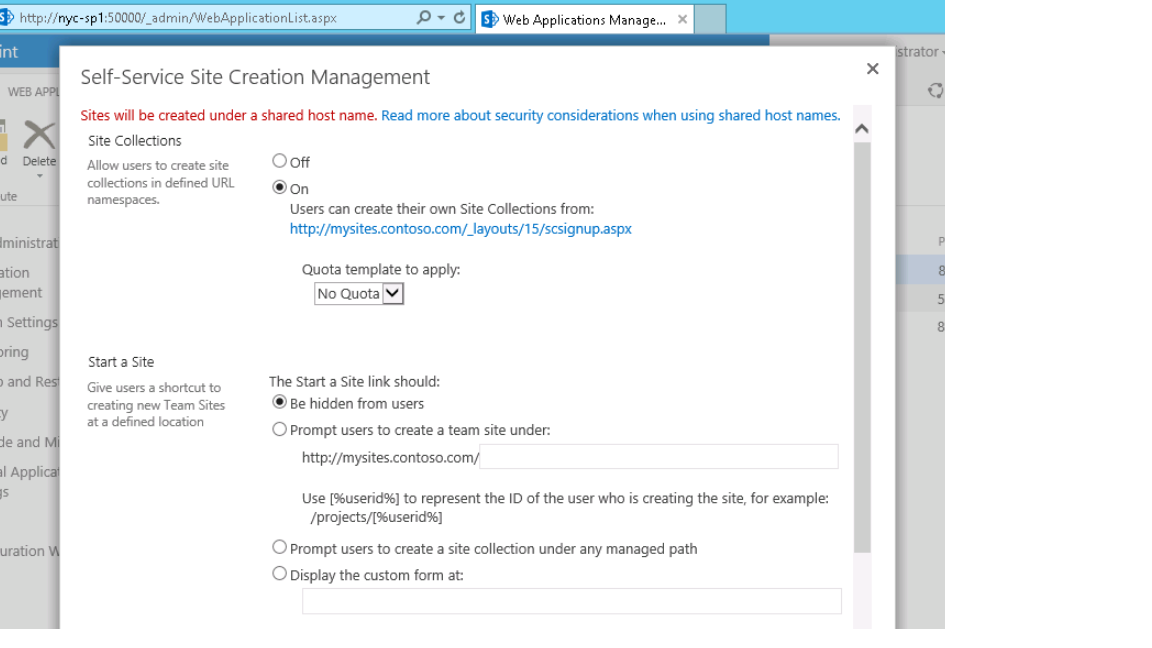 http://nyc-sp1:50000/_admin/WebApplicationList.aspx
Web Applications Manage...
int
strator
WEB APPL
Self-Service Site Creation Management
Sites will be created under a shared host name. Read more about security considerations when using shared host names.
d Delete
ute
Site Collections
Allow users to create site
collections in defined URL
namespaces.
Off
On
Users can create their own Site Collections from:
http://mysites.contoso.com/_layouts/15/scsignup.aspx
Quota template to apply:
No Quota
dministrat
ation
gement
n Settings
oring
p and Rest
ty
de and Mi
al Applicat
gs
uration W
P
8
5
8
Start a Site
Give users a shortcut to
creating new Team Sites
at a defined location
The Start a Site link should:
Be hidden from users
Prompt users to create a team site under:
http://mysites.contoso.com/
Use [%userid%] to represent the ID of the user who is creating the site, for example:
/projects/[%userid%]
Prompt users to create a site collection under any managed path
Display the custom form at: